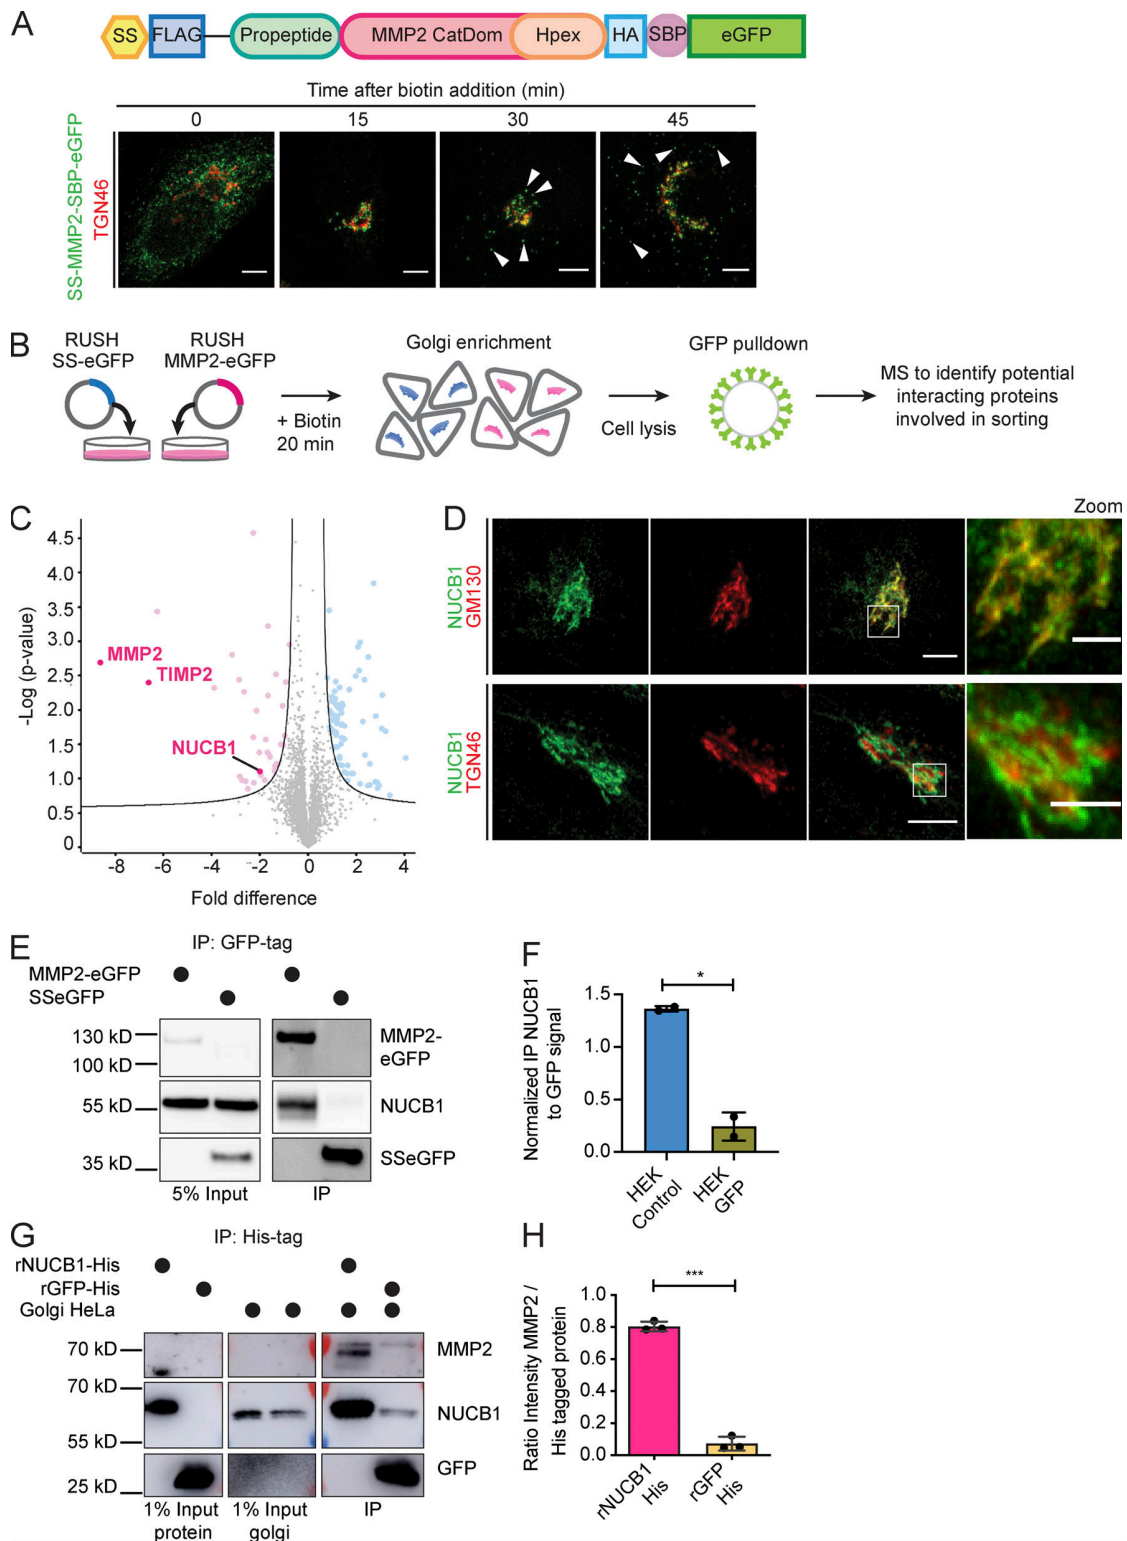 A
SS
FLAG
Propeptide
MMP2 CatDom
Hpex
HA
SBP
eGFP
Time after biotin addition (min)
0
15
30
45
SS-MMP2-SBP-eGFP
TGN46
B
RUSH
SS-eGFP
RUSH
MMP2-eGFP
+ Biotin
20 min
Golgi enrichment
Cell lysis
GFP pulldown
MS to identify potential
interacting proteins
involved in sorting
C
-Log (p-value)
4.5
4.0
3.5
3.0
2.5
2.0
1.5
1.0
0.5
0
MMP2
TIMP2
NUCB1
-8
-6
-4
-2
0
2
4
Fold difference
D
Zoom
NUCB1
GM130
NUCB1
TGN46
E
IP: GFP-tag
MMP2-eGFP
SSeGFP
130 kD
100 kD
MMP2-
eGFP
55 kD
NUCB1
35 kD
SSeGFP
5% Input
IP
F
Normalized IP NUCB1
to GFP signal
1.5
1.0
0.5
0.0
*
HEK
Control
HEK
GFP
G
IP: His-tag
rNUCB1-His
rGFP-His
Golgi HeLa
70 kD
MMP2
70 kD
NUCB1
55 kD
GFP
25 kD
1% Input
protein
1% Input
golgi
IP
H
Ratio Intensity MMP2 /
His tagged protein
1.0
0.8
0.6
0.4
0.2
0.0
***
rNUCB1
His
rGFP
His